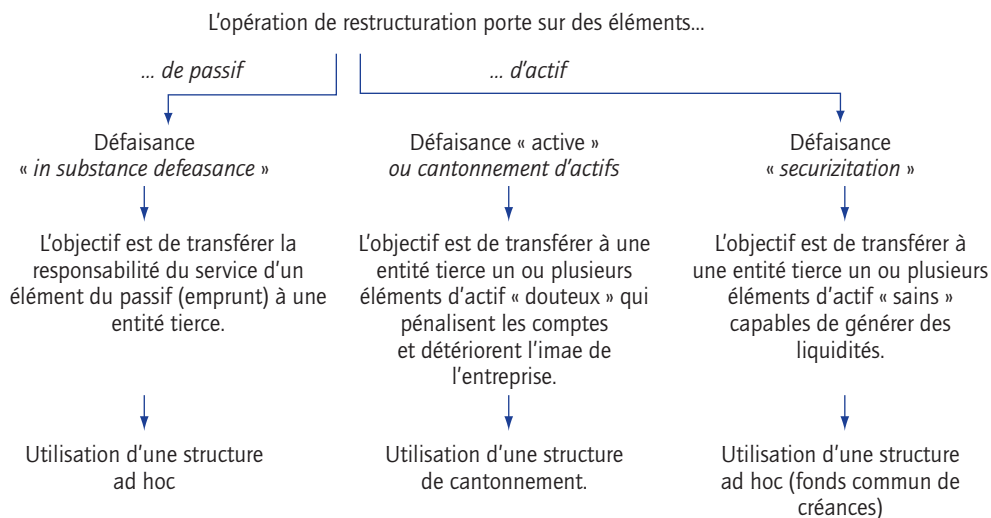 L'opération de restructuration porte sur des éléments...
... de passif
... d'actif
Défaisance
« in substance defeasance »
Défaisance « active »
ou cantonnement d'actifs
Défaisance
« securizitation »
L'objectif est de transférer la
responsabilité du service d'un
élément du passif (emprunt) à une
entité tierce.
L'objectif est de transférer à une
entité tierce un ou plusieurs
éléments d'actif « douteux » qui
pénalisent les comptes
et détériorent l'imae de
l'entreprise.
L'objectif est de transférer à
une entité tierce un ou plusieurs
éléments d'actif « sains »
capables de générer des
liquidités.
Utilisation d'une structure
ad hoc
Utilisation d'une structure
de cantonnement.
Utilisation d'une structure
ad hoc (fonds commun de
créances)